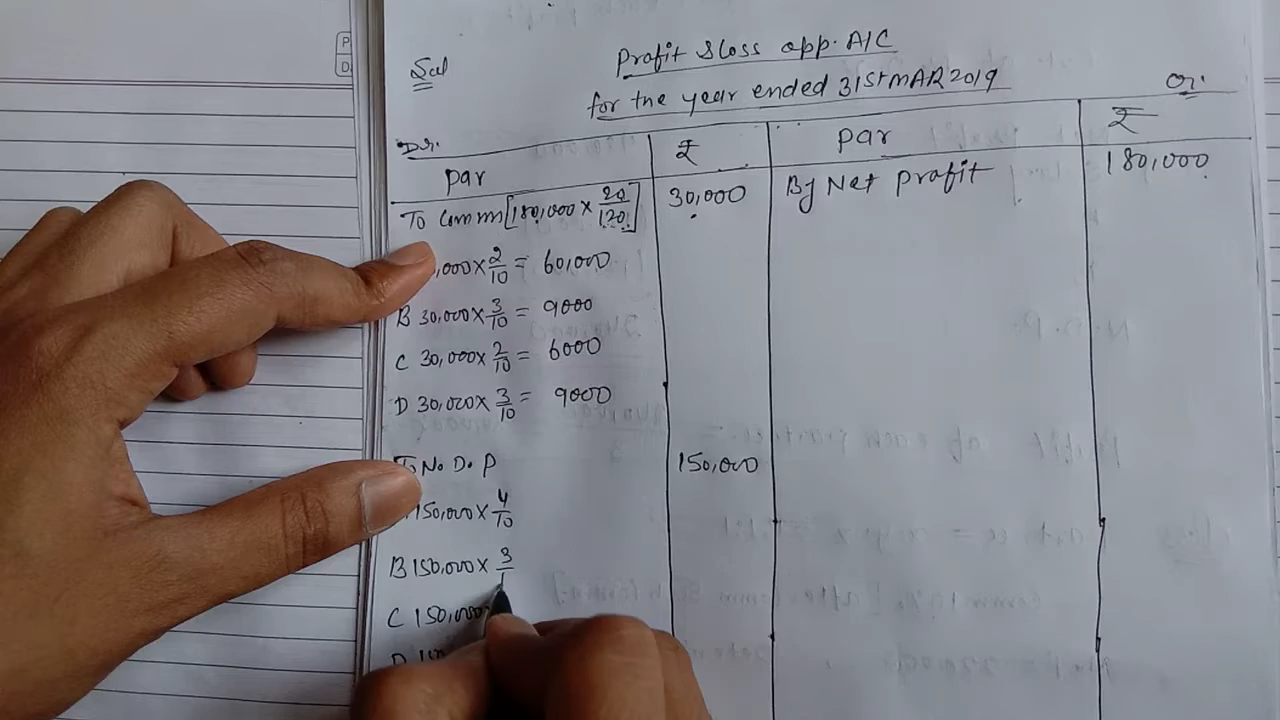 P
D
Sol
Profit & Loss app. A/C
for the year ended 31st MAR 2019
Dr.
Cr.
Par ₹ Par ₹
To Comm [180,000 × 20/120] 30,000 By Net Profit 180,000
,000 × 2/10 = 60,000
B 30,000 × 3/10 = 9000
C 30,000 × 2/10 = 6000
D 30,000 × 3/10 = 9000
To N. D. P 150,000
150,000 × 4/10
B 150,000 × 3/
C 150,000
D